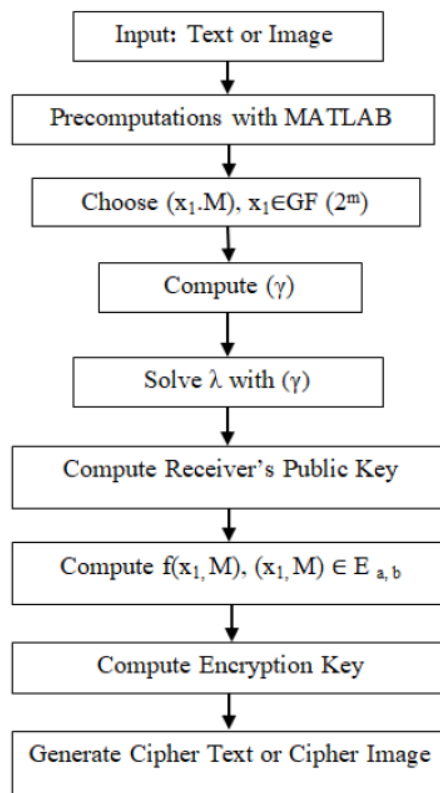 Input: Text or Image
Precomputations with MATLAB
Choose (x₁.M), x₁∈GF (2ᵐ)
Compute (γ)
Solve λ with (γ)
Compute Receiver's Public Key
Compute f(x₁, M), (x₁, M) ∈ E ₐ, b
Compute Encryption Key
Generate Cipher Text or Cipher Image